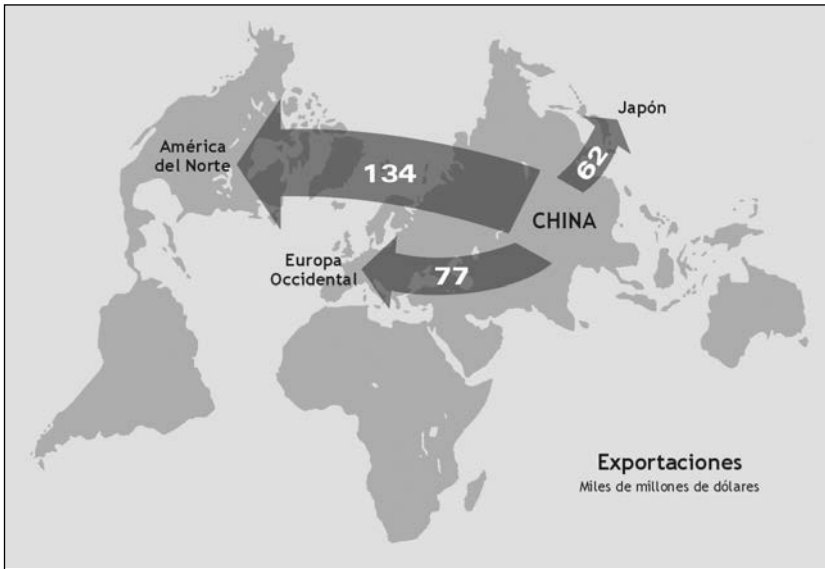 Japón
62
América
del Norte
134
CHINA
Europa
Occidental
77
Exportaciones
Miles de millones de dólares